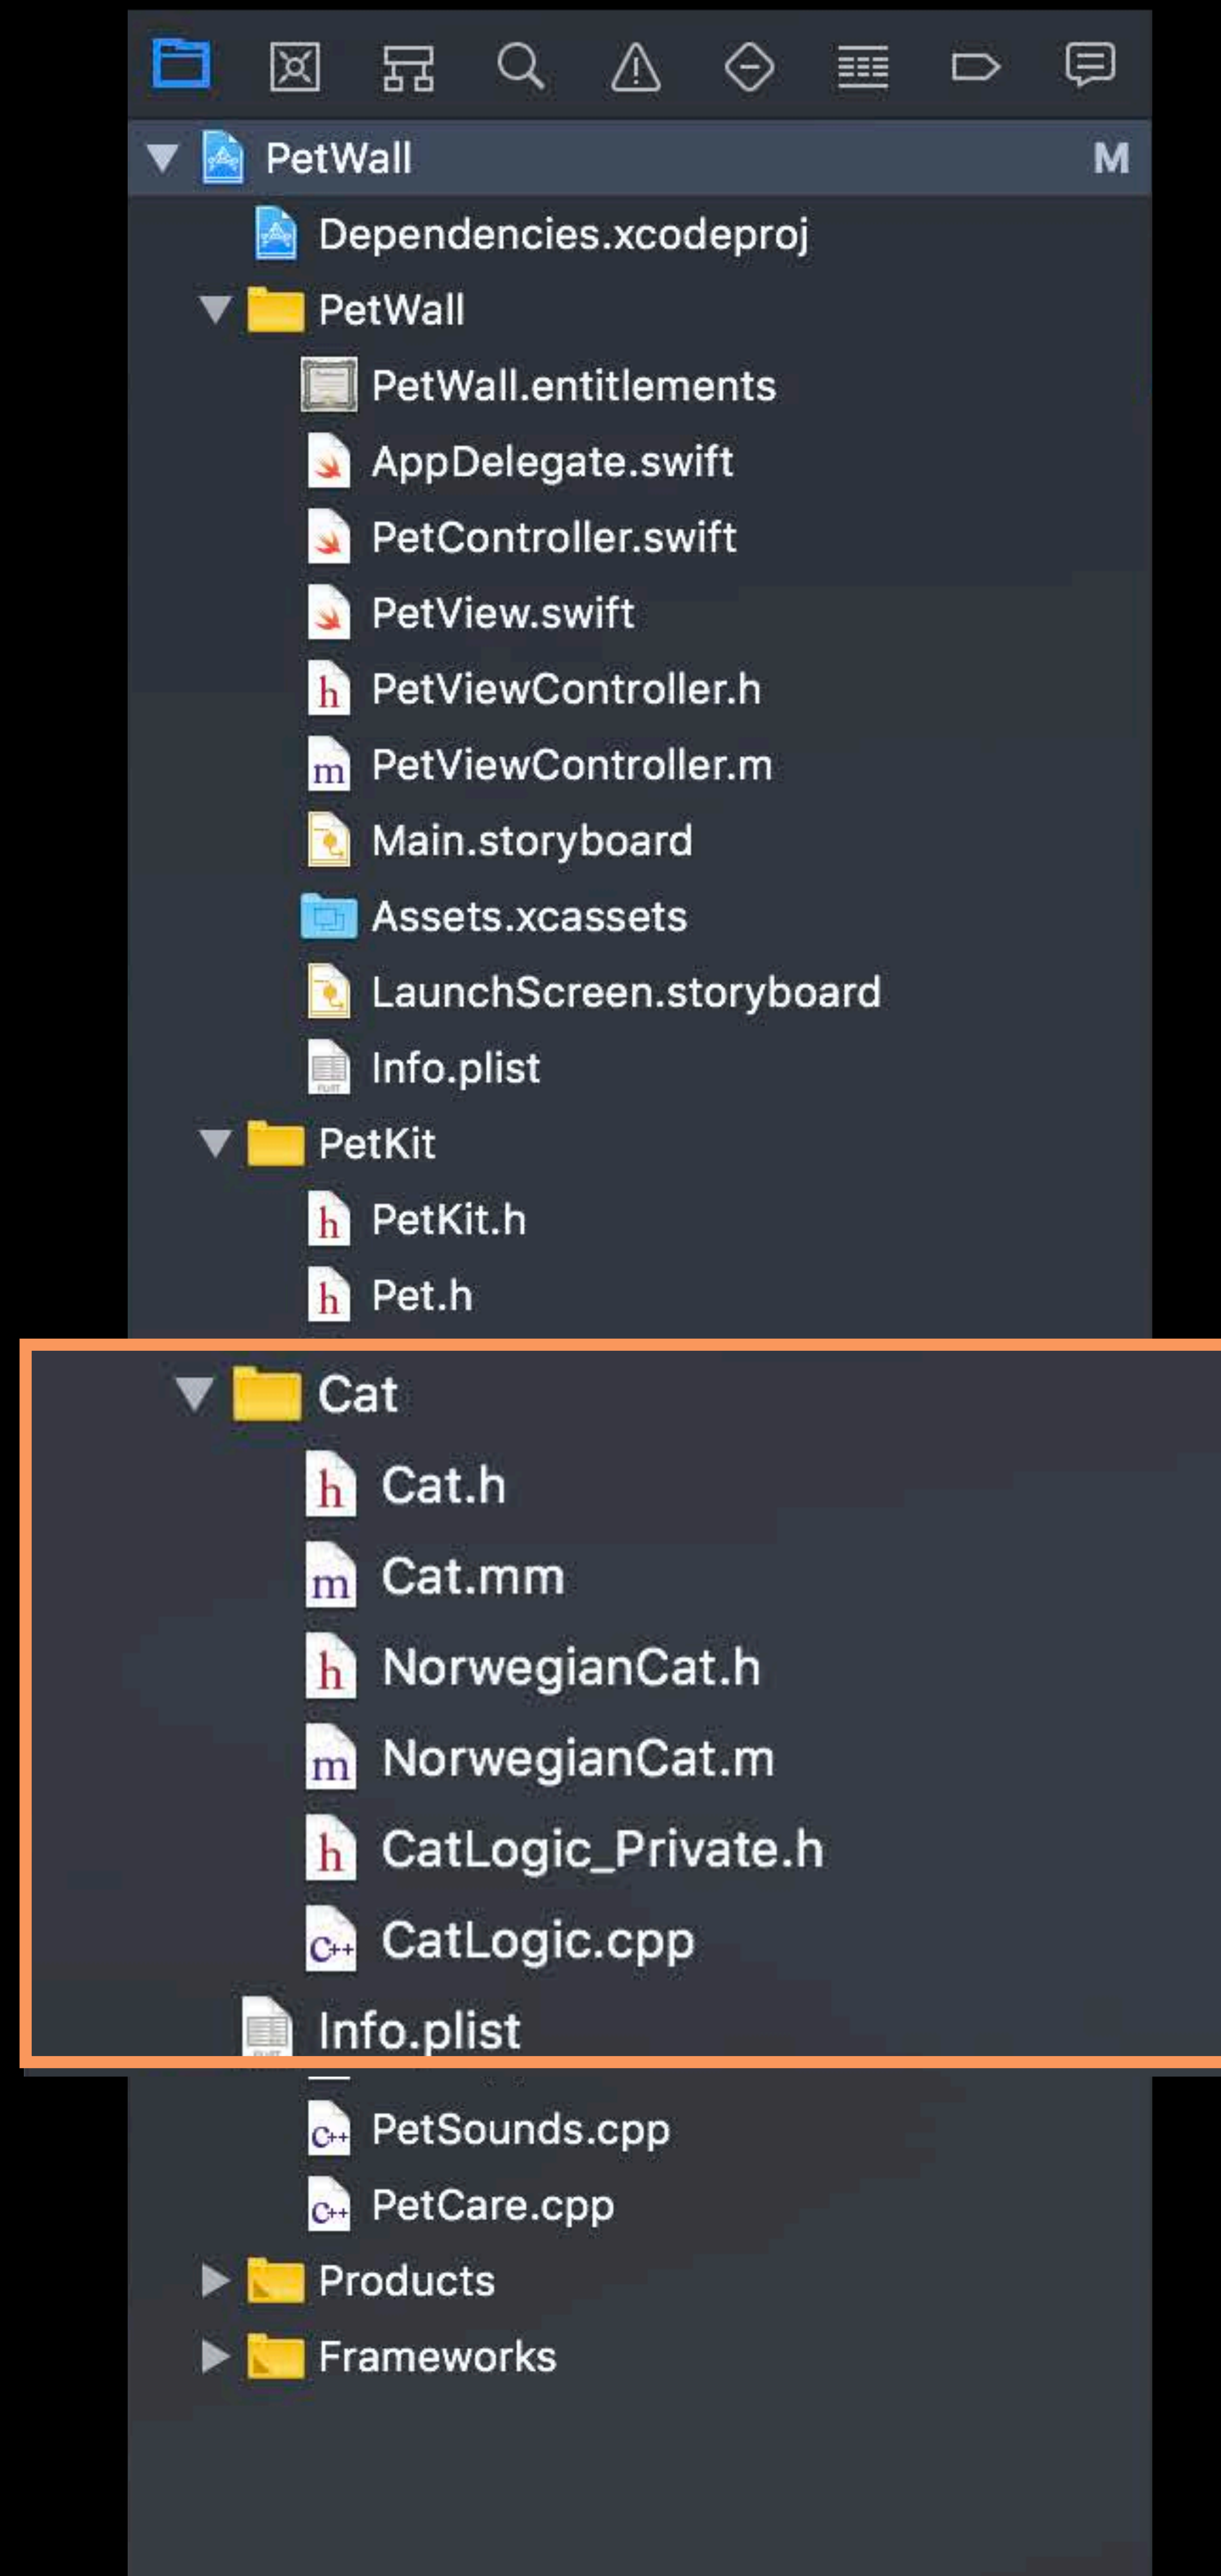 PetWall M
Dependencies.xcodeproj
PetWall
PetWall.entitlements
AppDelegate.swift
PetController.swift
PetView.swift
h PetViewController.h
m PetViewController.m
Main.storyboard
Assets.xcassets
LaunchScreen.storyboard
Info.plist
PetKit
h PetKit.h
h Pet.h
Cat
h Cat.h
m Cat.mm
h NorwegianCat.h
m NorwegianCat.m
h CatLogic_Private.h
C++ CatLogic.cpp
Info.plist
C++ PetSounds.cpp
C++ PetCare.cpp
Products
Frameworks